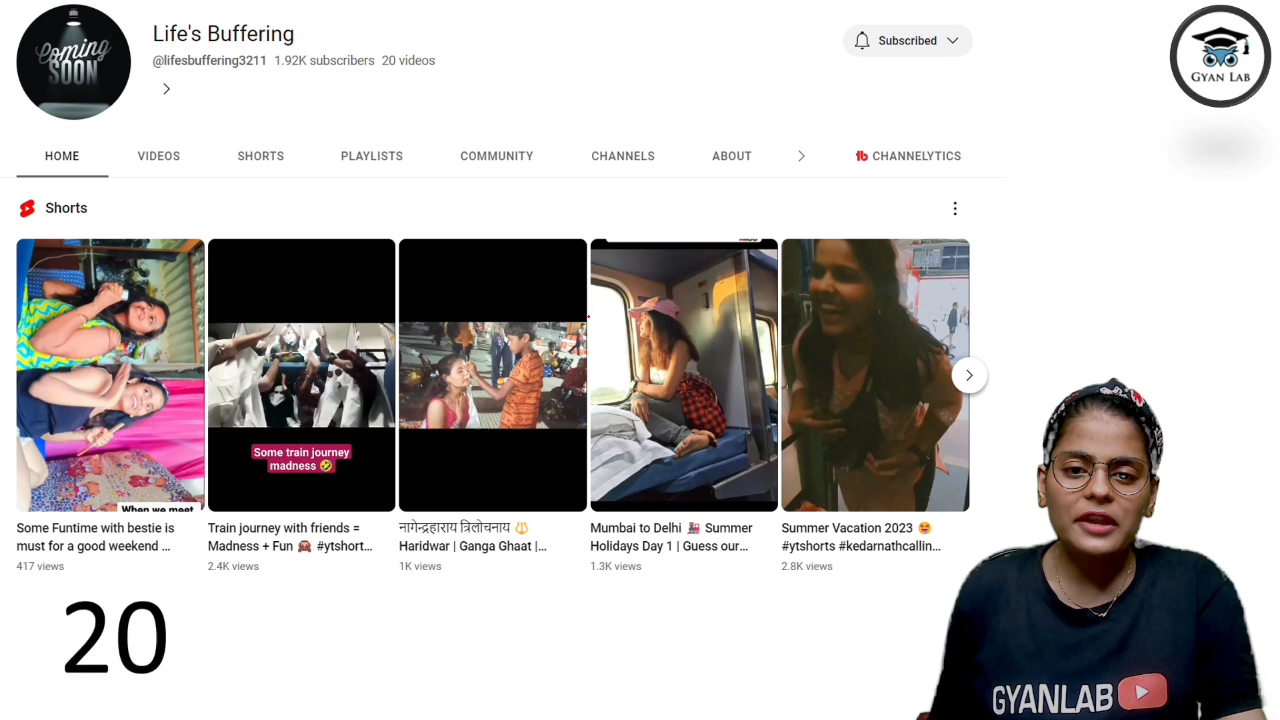 Coming
SOON
Life's Buffering
@lifesbuffering3211 1.92K subscribers 20 videos
Subscribed
GYAN LAB
HOME
VIDEOS
SHORTS
PLAYLISTS
COMMUNITY
CHANNELS
ABOUT
CHANNELYTICS
Shorts
When we meet
Some train journey
madness 🤣
Some Funtime with bestie is
must for a good weekend ...
417 views
Train journey with friends =
Madness + Fun 🙈 #ytshort...
2.4K views
नागेन्द्रहाराय त्रिलोचनाय 🔱
Haridwar | Ganga Ghaat |...
1K views
Mumbai to Delhi 🚂 Summer
Holidays Day 1 | Guess our...
1.3K views
Summer Vacation 2023 😝
#ytshorts #kedarnathcallin...
2.8K views
20
GYANLAB